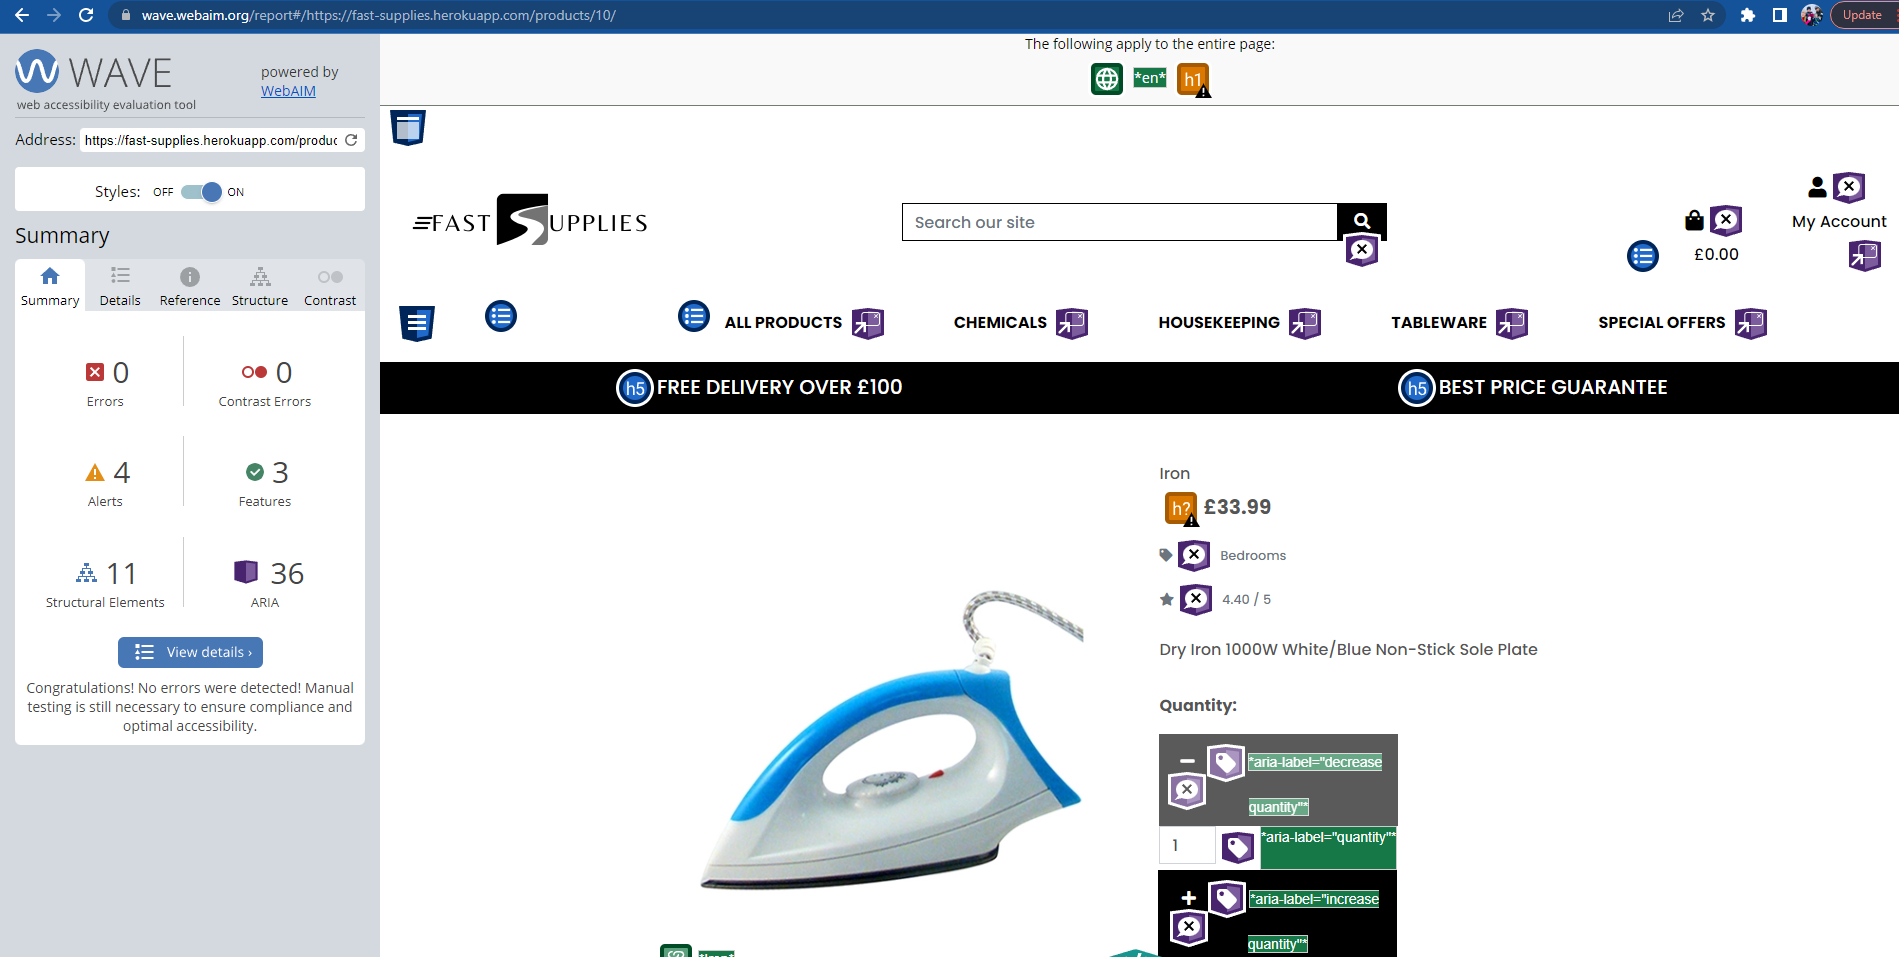 wave.webaim.org/report#/https://fast-supplies.herokuapp.com/products/10/
Update
WAVE
web accessibility evaluation tool
powered by
WebAIM
Address: https://fast-supplies.herokuapp.com/produc
Styles: OFF ON
Summary
Summary Details Reference Structure Contrast
0 0
Errors Contrast Errors
4 3
Alerts Features
11 36
Structural Elements ARIA
View details ›
Congratulations! No errors were detected! Manual
testing is still necessary to ensure compliance and
optimal accessibility.
The following apply to the entire page:
*en* h1
FAST SUPPLIES
Search our site
£0.00
My Account
ALL PRODUCTS CHEMICALS HOUSEKEEPING TABLEWARE SPECIAL OFFERS
h5 FREE DELIVERY OVER £100 h5 BEST PRICE GUARANTEE
Iron
h? £33.99
Bedrooms
4.40 / 5
Dry Iron 1000W White/Blue Non-Stick Sole Plate
Quantity:
*aria-label="decrease
quantity"*
1 *aria-label="quantity"*
*aria-label="increase
quantity"*